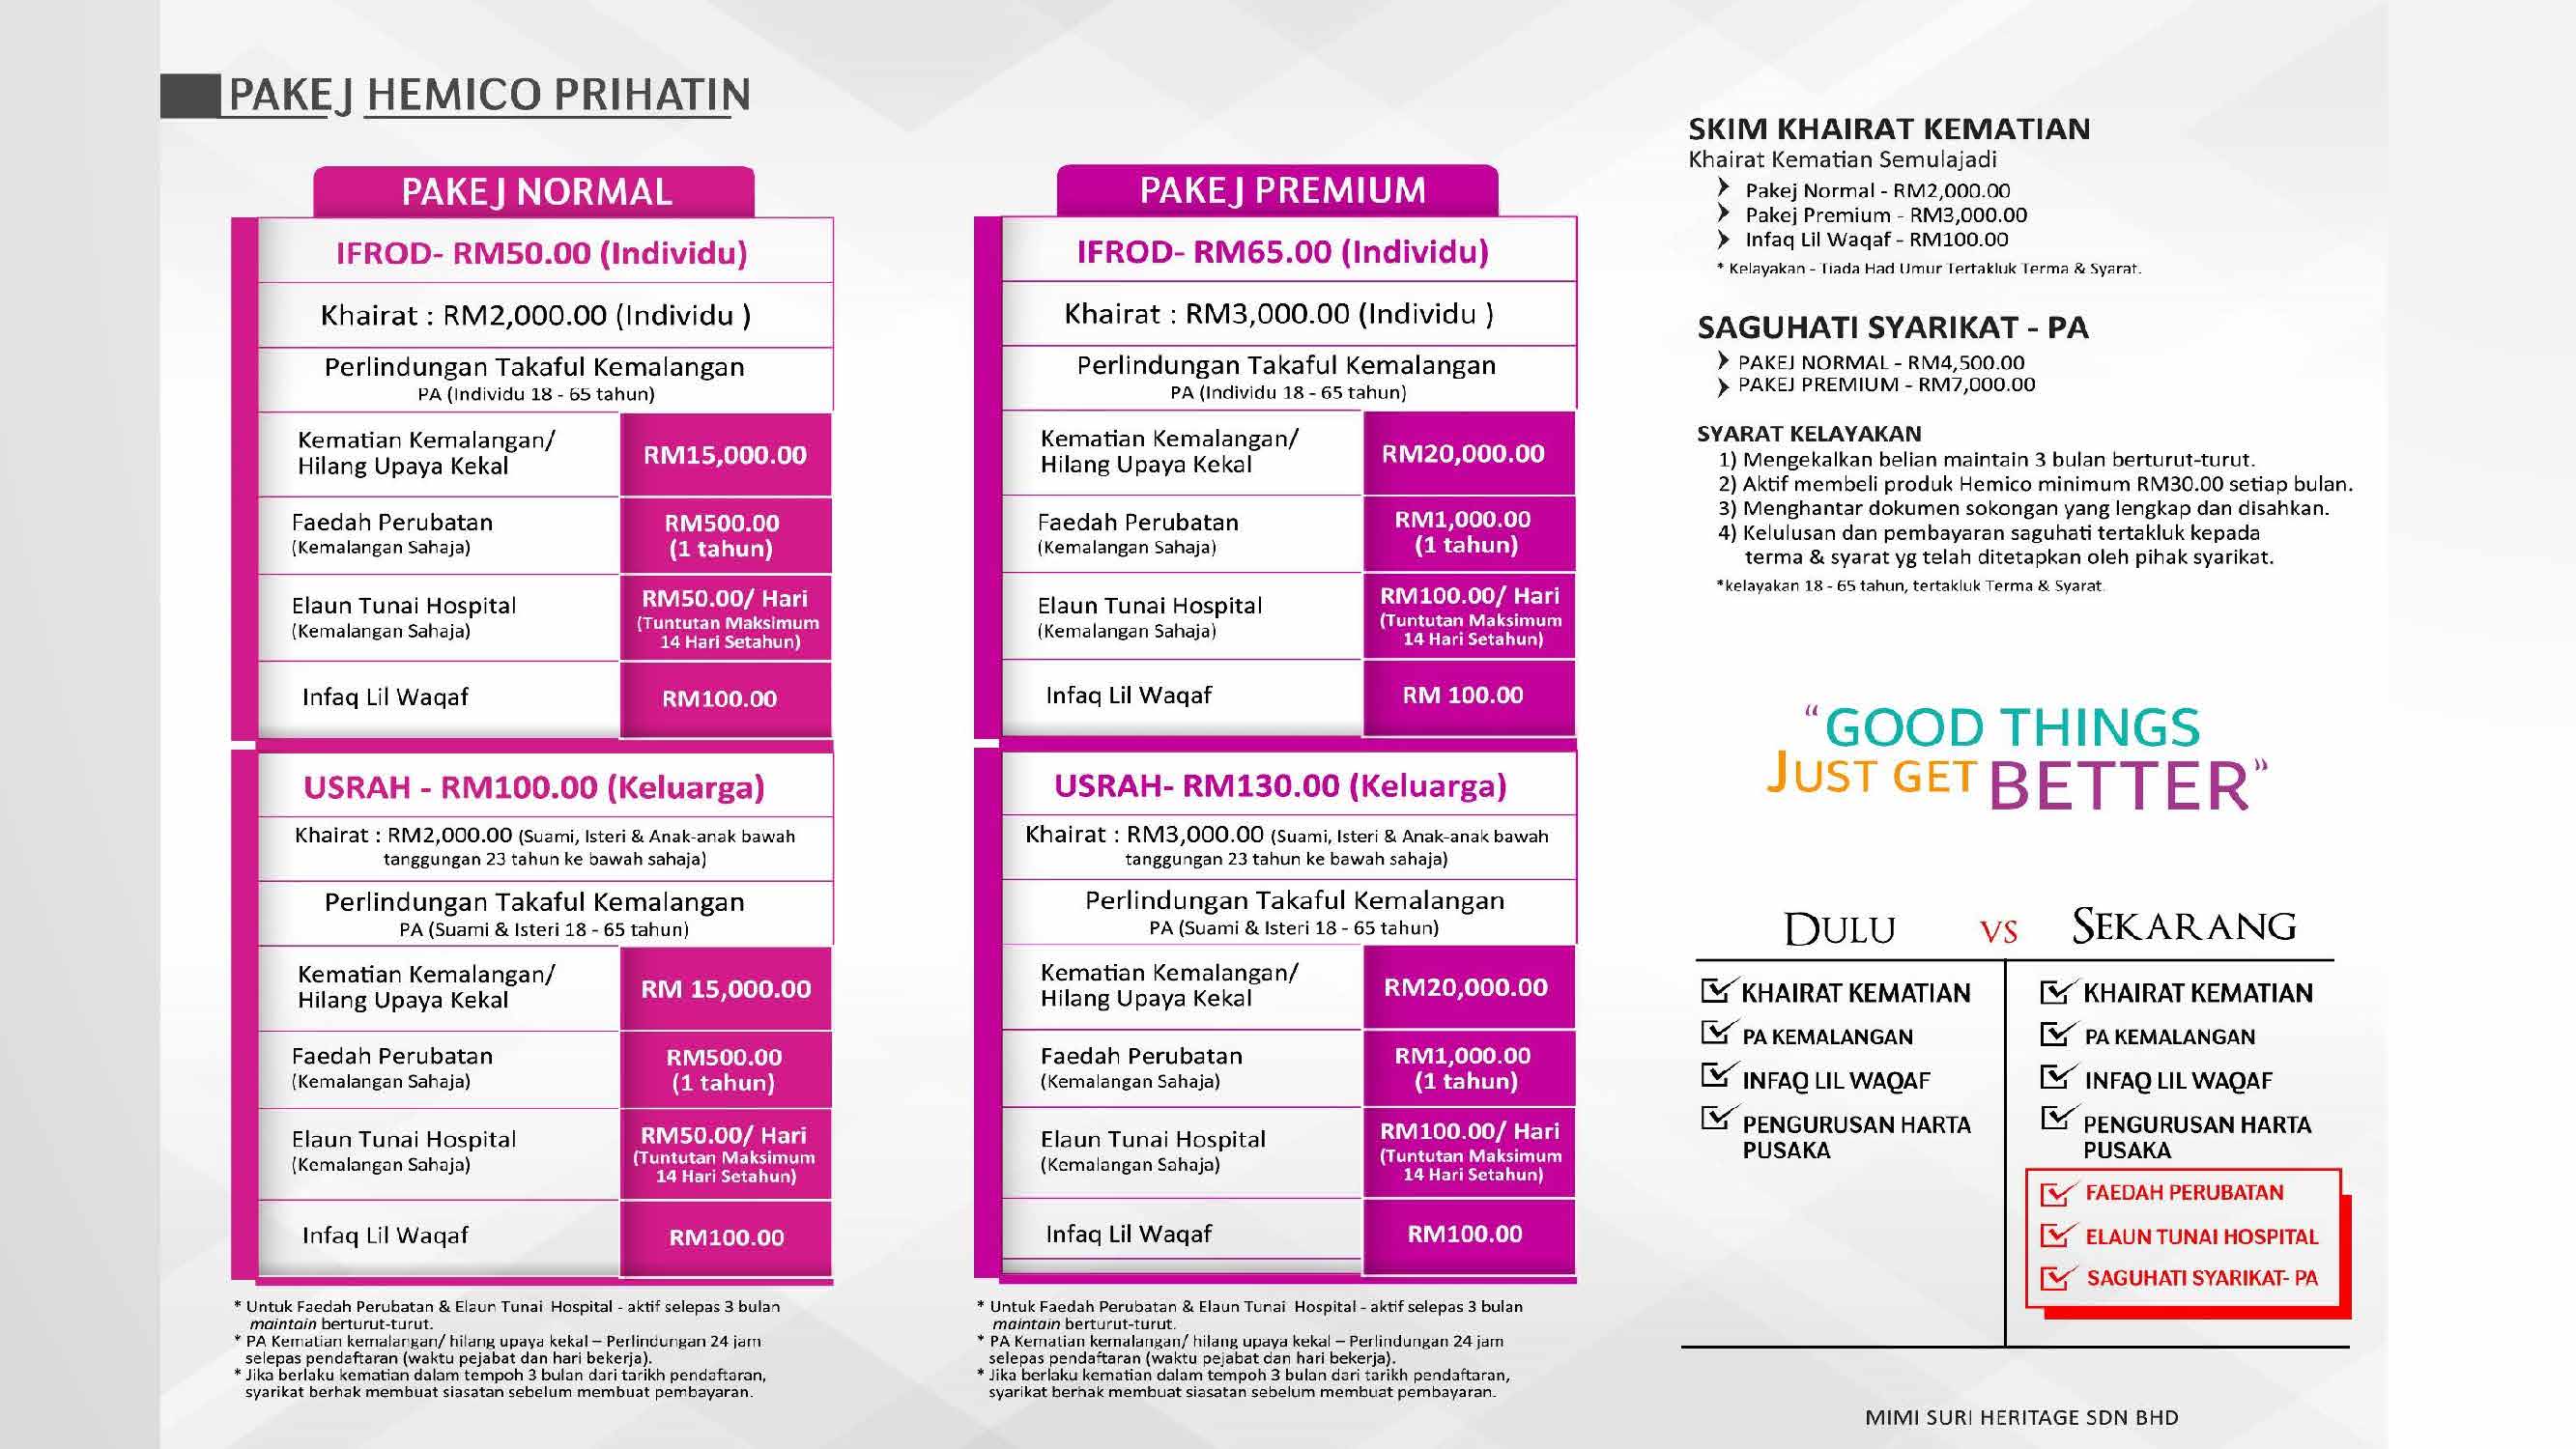 PAKEJ HEMICO PRIHATIN
PAKEJ NORMAL
IFROD- RM50.00 (Individu)
Khairat : RM2,000.00 (Individu )
Perlindungan Takaful Kemalangan
PA (Individu 18 - 65 tahun)
Kematian Kemalangan/
Hilang Upaya Kekal
RM15,000.00
Faedah Perubatan
(Kemalangan Sahaja)
RM500.00
(1 tahun)
Elaun Tunai Hospital
(Kemalangan Sahaja)
RM50.00/ Hari
(Tuntutan Maksimum
14 Hari Setahun)
Infaq Lil Waqaf
RM100.00
USRAH - RM100.00 (Keluarga)
Khairat : RM2,000.00 (Suami, Isteri & Anak-anak bawah
tanggungan 23 tahun ke bawah sahaja)
Perlindungan Takaful Kemalangan
PA (Suami & Isteri 18 - 65 tahun)
Kematian Kemalangan/
Hilang Upaya Kekal
RM 15,000.00
Faedah Perubatan
(Kemalangan Sahaja)
RM500.00
(1 tahun)
Elaun Tunai Hospital
(Kemalangan Sahaja)
RM50.00/ Hari
(Tuntutan Maksimum
14 Hari Setahun)
Infaq Lil Waqaf
RM100.00
* Untuk Faedah Perubatan & Elaun Tunai Hospital - aktif selepas 3 bulan
maintain berturut-turut.
* PA Kematian kemalangan/ hilang upaya kekal – Perlindungan 24 jam
selepas pendaftaran (waktu pejabat dan hari bekerja).
* Jika berlaku kematian dalam tempoh 3 bulan dari tarikh pendaftaran,
syarikat berhak membuat siasatan sebelum membuat pembayaran.
PAKEJ PREMIUM
IFROD- RM65.00 (Individu)
Khairat : RM3,000.00 (Individu )
Perlindungan Takaful Kemalangan
PA (Individu 18 - 65 tahun)
Kematian Kemalangan/
Hilang Upaya Kekal
RM20,000.00
Faedah Perubatan
(Kemalangan Sahaja)
RM1,000.00
(1 tahun)
Elaun Tunai Hospital
(Kemalangan Sahaja)
RM100.00/ Hari
(Tuntutan Maksimum
14 Hari Setahun)
Infaq Lil Waqaf
RM 100.00
USRAH- RM130.00 (Keluarga)
Khairat : RM3,000.00 (Suami, Isteri & Anak-anak bawah
tanggungan 23 tahun ke bawah sahaja)
Perlindungan Takaful Kemalangan
PA (Suami & Isteri 18 - 65 tahun)
Kematian Kemalangan/
Hilang Upaya Kekal
RM20,000.00
Faedah Perubatan
(Kemalangan Sahaja)
RM1,000.00
(1 tahun)
Elaun Tunai Hospital
(Kemalangan Sahaja)
RM100.00/ Hari
(Tuntutan Maksimum
14 Hari Setahun)
Infaq Lil Waqaf
RM100.00
* Untuk Faedah Perubatan & Elaun Tunai Hospital - aktif selepas 3 bulan
maintain berturut-turut.
* PA Kematian kemalangan/ hilang upaya kekal – Perlindungan 24 jam
selepas pendaftaran (waktu pejabat dan hari bekerja).
* Jika berlaku kematian dalam tempoh 3 bulan dari tarikh pendaftaran,
syarikat berhak membuat siasatan sebelum membuat pembayaran.
SKIM KHAIRAT KEMATIAN
Khairat Kematian Semulajadi
Pakej Normal - RM2,000.00
Pakej Premium - RM3,000.00
Infaq Lil Waqaf - RM100.00
* Kelayakan - Tiada Had Umur Tertakluk Terma & Syarat.
SAGUHATI SYARIKAT - PA
PAKEJ NORMAL - RM4,500.00
PAKEJ PREMIUM - RM7,000.00
SYARAT KELAYAKAN
1) Mengekalkan belian maintain 3 bulan berturut-turut.
2) Aktif membeli produk Hemico minimum RM30.00 setiap bulan.
3) Menghantar dokumen sokongan yang lengkap dan disahkan.
4) Kelulusan dan pembayaran saguhati tertakluk kepada
terma & syarat yg telah ditetapkan oleh pihak syarikat.
*kelayakan 18 - 65 tahun, tertakluk Terma & Syarat.
“GOOD THINGS
JUST GET BETTER”
DULU VS SEKARANG
KHAIRAT KEMATIAN
PA KEMALANGAN
INFAQ LIL WAQAF
PENGURUSAN HARTA
PUSAKA
KHAIRAT KEMATIAN
PA KEMALANGAN
INFAQ LIL WAQAF
PENGURUSAN HARTA
PUSAKA
FAEDAH PERUBATAN
ELAUN TUNAI HOSPITAL
SAGUHATI SYARIKAT- PA
MIMI SURI HERITAGE SDN BHD